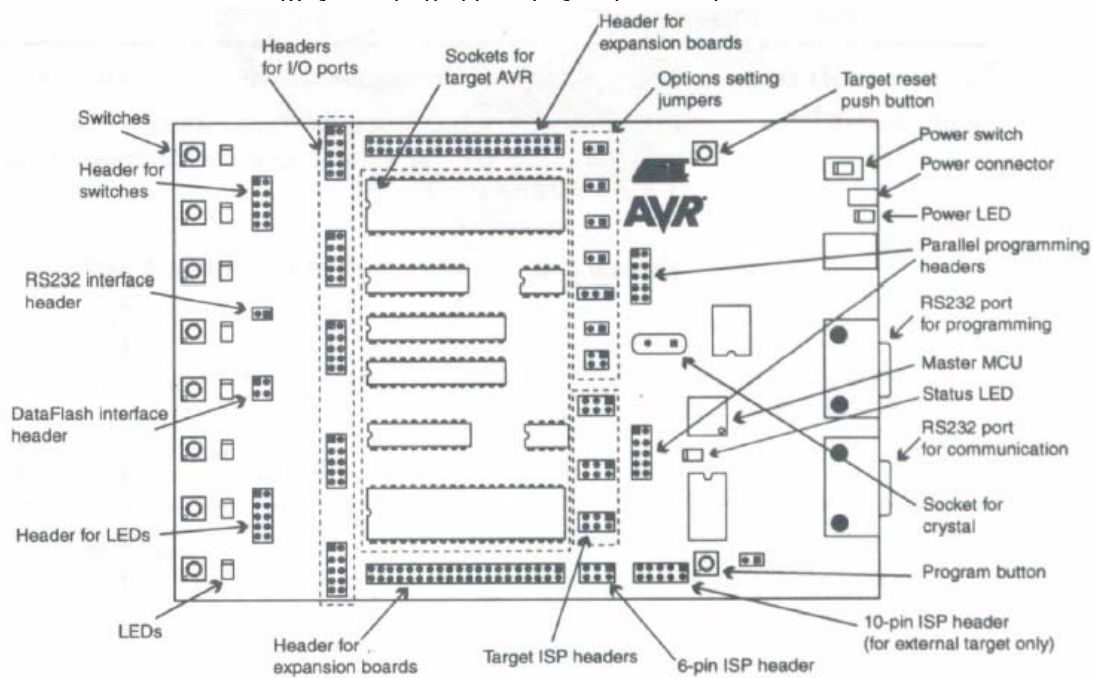 Header for
expansion boards
Headers
for I/O ports
Sockets for
target AVR
Options setting
jumpers
Target reset
push button
Switches
Power switch
Header for
switches
Power connector
AVR
Power LED
Parallel programming
headers
RS232 interface
header
RS232 port
for programming
Master MCU
Status LED
DataFlash interface
header
RS232 port
for communication
Header for LEDs
Socket for
crystal
Program button
LEDs
10-pin ISP header
(for external target only)
Header for
expansion boards
Target ISP headers
6-pin ISP header